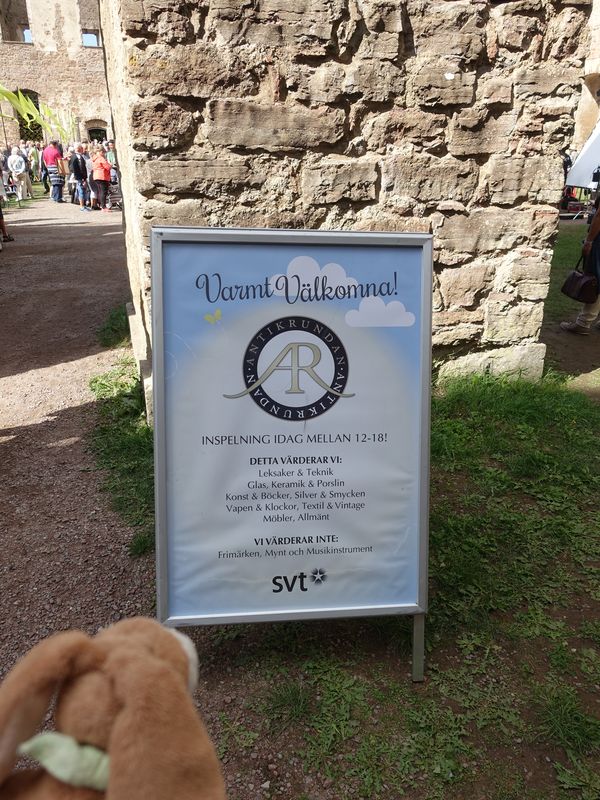 Varmt Välkomna!
ANTIKRUNDAN · ANTIKRUNDAN ·
AR
INSPELNING IDAG MELLAN 12-18!
DETTA VÄRDERAR VI:
Leksaker & Teknik
Glas, Keramik & Porslin
Konst & Böcker, Silver & Smycken
Vapen & Klockor, Textil & Vintage
Möbler, Allmänt
VI VÄRDERAR INTE:
Frimärken, Mynt och Musikinstrument
svt